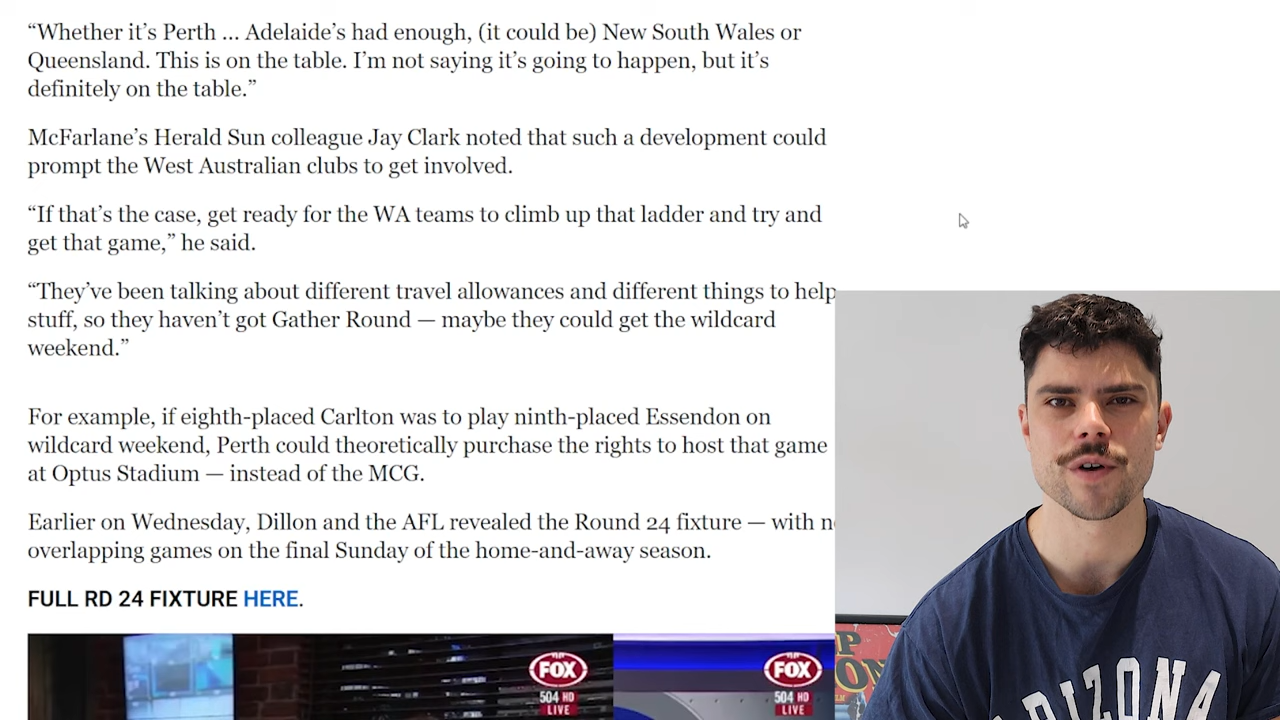 “Whether it’s Perth ... Adelaide’s had enough, (it could be) New South Wales or
Queensland. This is on the table. I’m not saying it’s going to happen, but it’s
definitely on the table.”
McFarlane’s Herald Sun colleague Jay Clark noted that such a development could
prompt the West Australian clubs to get involved.
“If that’s the case, get ready for the WA teams to climb up that ladder and try and
get that game,” he said.
“They’ve been talking about different travel allowances and different things to help
stuff, so they haven’t got Gather Round — maybe they could get the wildcard
weekend.”
For example, if eighth-placed Carlton was to play ninth-placed Essendon on
wildcard weekend, Perth could theoretically purchase the rights to host that game
at Optus Stadium — instead of the MCG.
Earlier on Wednesday, Dillon and the AFL revealed the Round 24 fixture — with
overlapping games on the final Sunday of the home-and-away season.
FULL RD 24 FIXTURE HERE.
FOX
504 HD
LIVE
FOX
504 HD
LIVE
ARIZONA